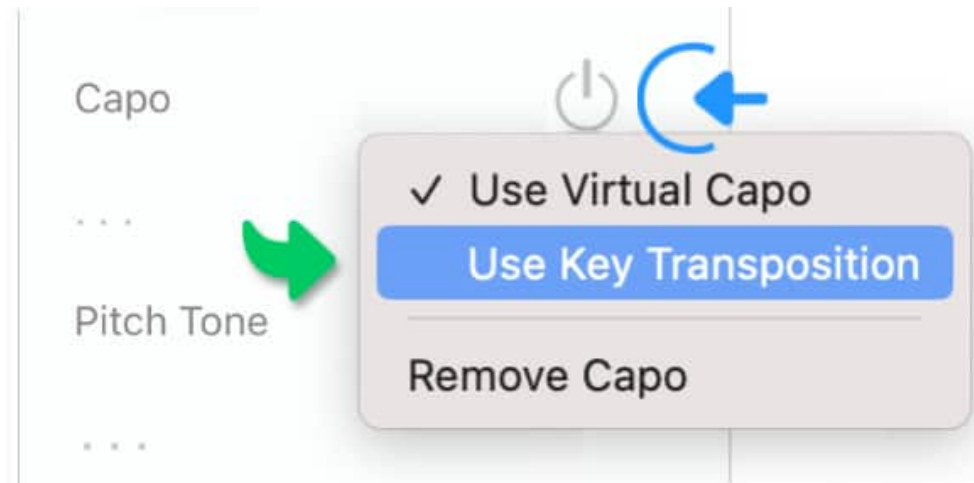 Capo
✓ Use Virtual Capo
. . .
Use Key Transposition
Pitch Tone
Remove Capo
. . .